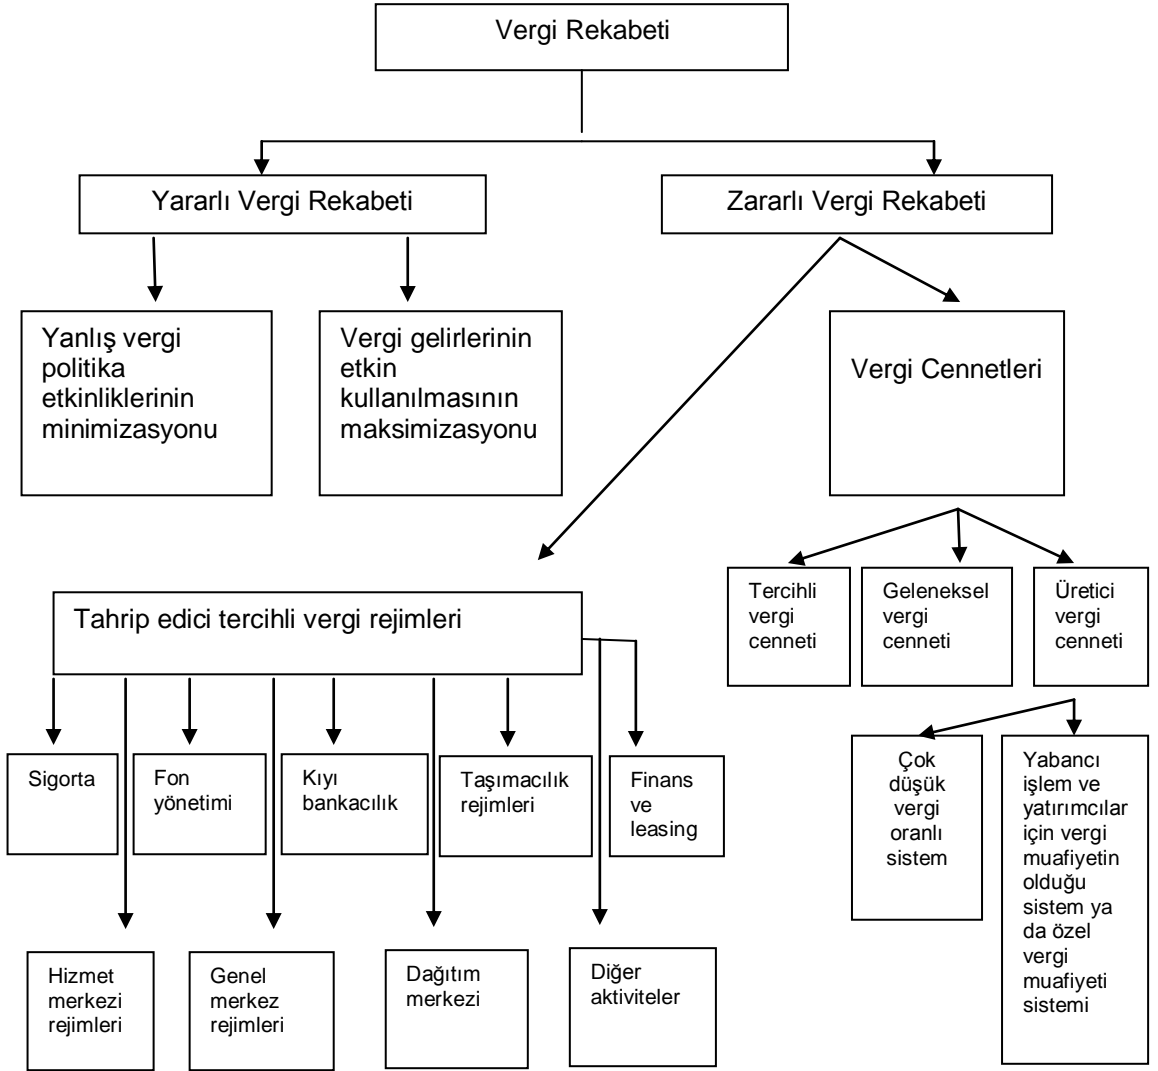 Vergi Rekabeti
Yararlı Vergi Rekabeti
Zararlı Vergi Rekabeti
Yanlış vergi
politika
etkinliklerinin
minimizasyonu
Vergi gelirlerinin
etkin
kullanılmasının
maksimizasyonu
Vergi Cennetleri
Tercihli
vergi
cenneti
Geleneksel
vergi
cenneti
Üretici
vergi
cenneti
Tahrip edici tercihli vergi rejimleri
Sigorta
Fon
yönetimi
Kıyı
bankacılık
Taşımacılık
rejimleri
Finans
ve
leasing
Çok
düşük
vergi
oranlı
sistem
Yabancı
işlem ve
yatırımcılar
için vergi
muafiyetin
olduğu
sistem ya
da özel
vergi
muafiyeti
sistemi
Hizmet
merkezi
rejimleri
Genel
merkez
rejimleri
Dağıtım
merkezi
Diğer
aktiviteler